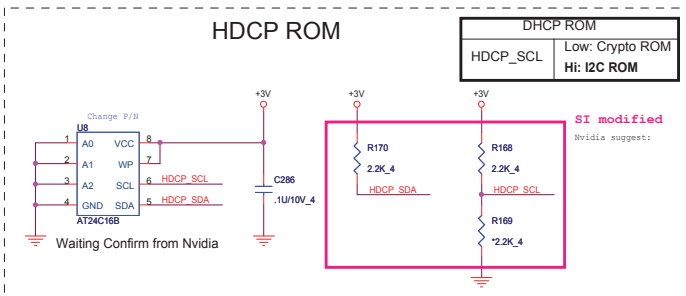 HDCP ROM
DHCP ROM
HDCP_SCL
Low: Crypto ROM
Hi: I2C ROM
+3V
+3V
+3V
SI modified
Nvidia suggest:
Change P/N
U8
1 A0 VCC 8
2 A1 WP 7
3 A2 SCL 6 HDCP_SCL
4 GND SDA 5 HDCP_SDA
AT24C16B
Waiting Confirm from Nvidia
C286
.1U/10V_4
R170
2.2K_4
HDCP_SDA
R168
2.2K_4
HDCP_SCL
R169
*2.2K_4